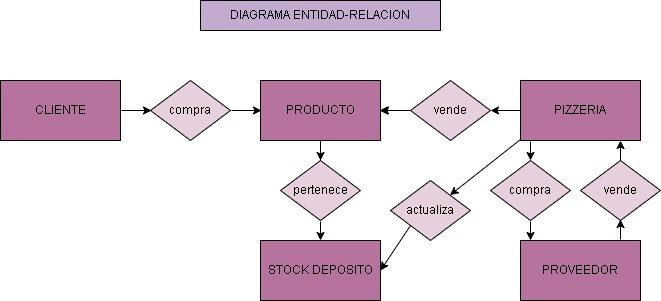 DIAGRAMA ENTIDAD-RELACION
CLIENTE
compra
PRODUCTO
vende
PIZZERIA
pertenece
actualiza
compra
vende
STOCK DEPOSITO
PROVEEDOR